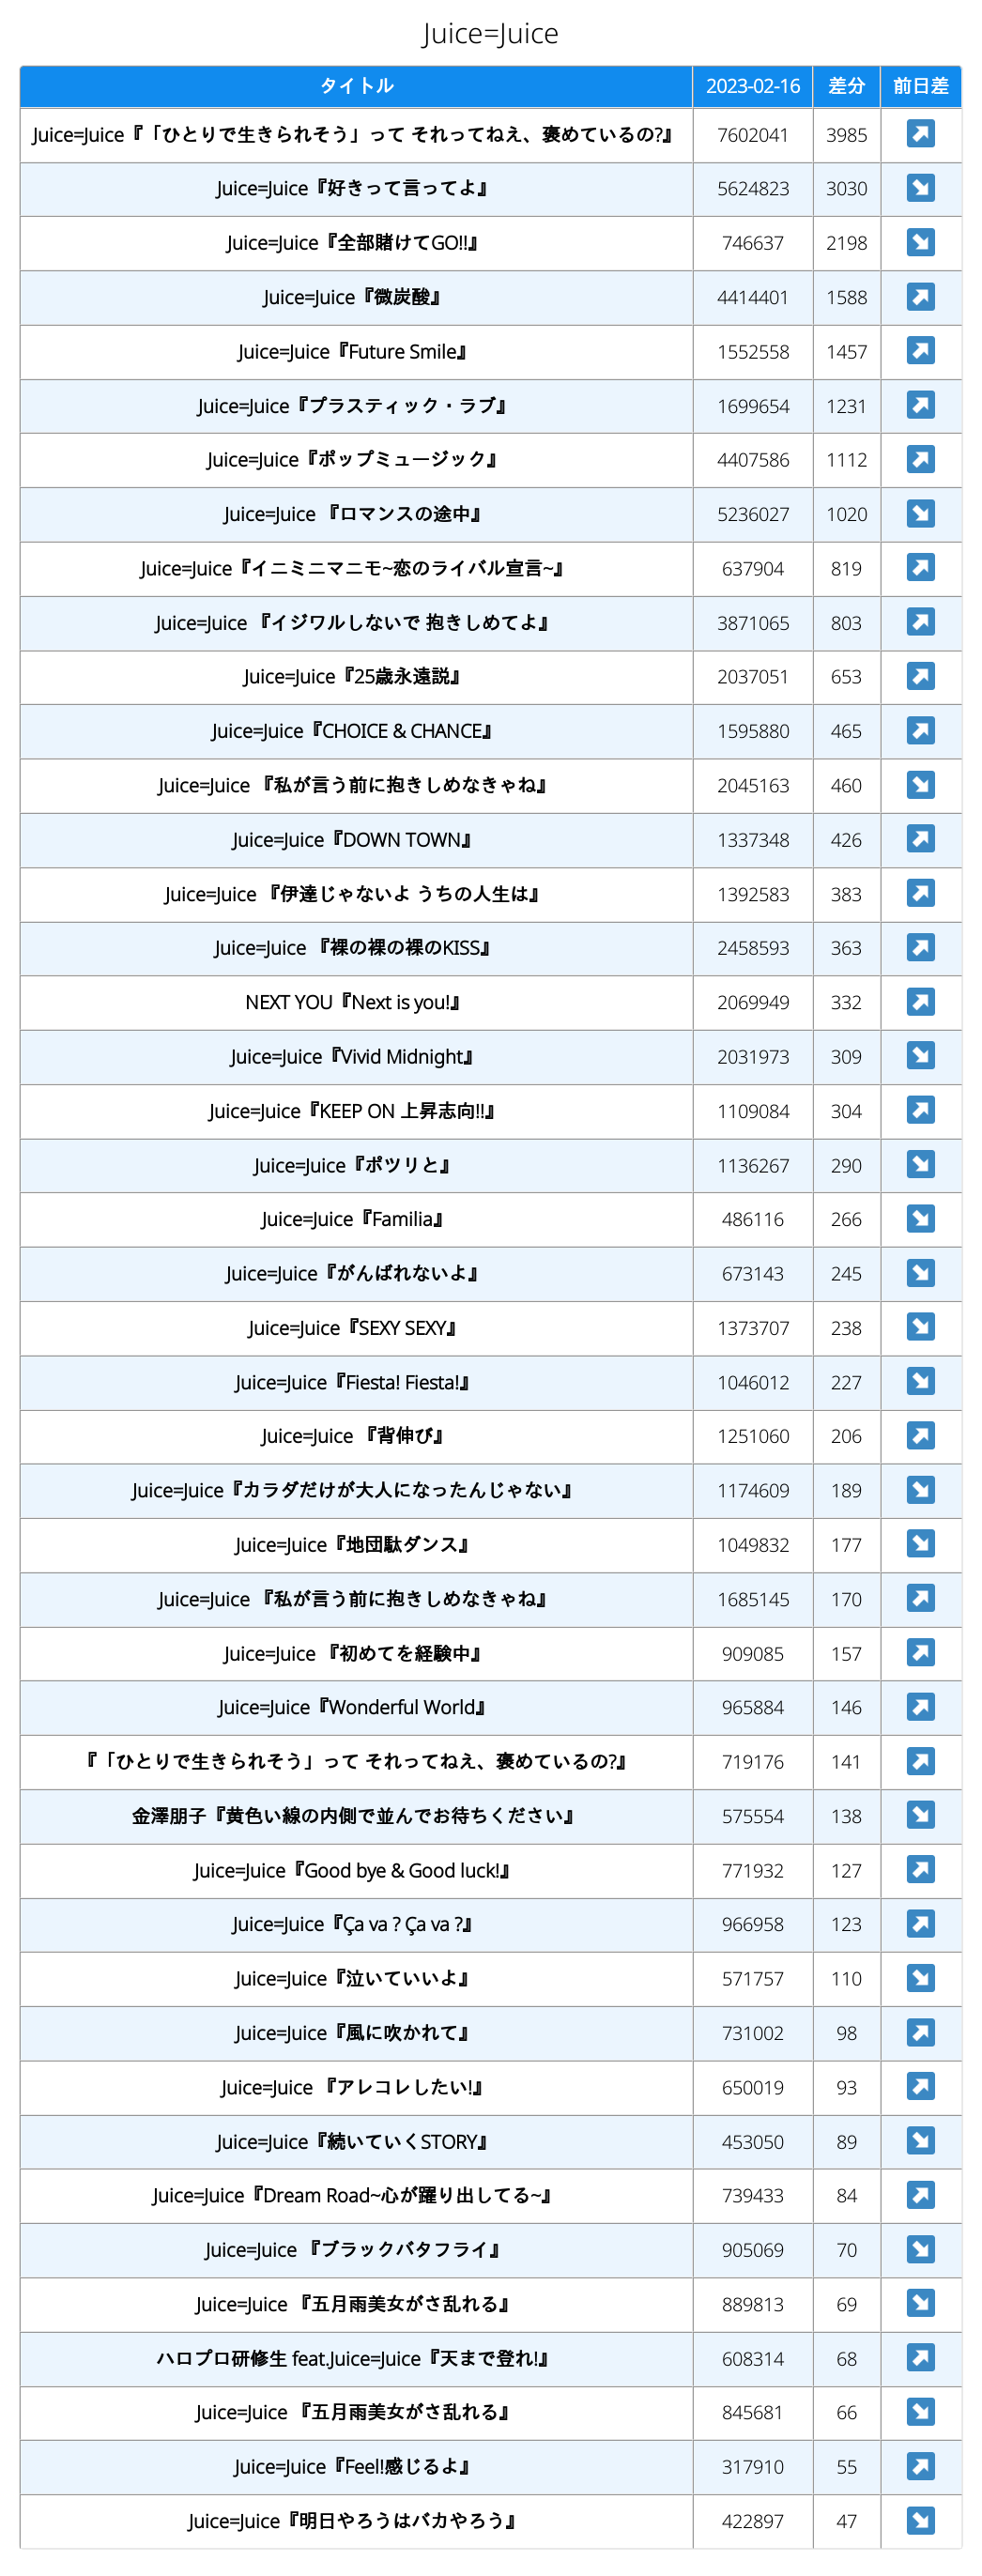 Juice=Juice
タイトル 2023-02-16 差分 前日差
Juice=Juice『「ひとりで生きられそう」って それってねえ、褒めているの?』 7602041 3985 ↗
Juice=Juice『好きって言ってよ』 5624823 3030 ↘
Juice=Juice『全部賭けてGO!!』 746637 2198 ↘
Juice=Juice『微炭酸』 4414401 1588 ↗
Juice=Juice『Future Smile』 1552558 1457 ↗
Juice=Juice『プラスティック・ラブ』 1699654 1231 ↗
Juice=Juice『ポップミュージック』 4407586 1112 ↗
Juice=Juice 『ロマンスの途中』 5236027 1020 ↘
Juice=Juice『イニミニマニモ~恋のライバル宣言~』 637904 819 ↗
Juice=Juice 『イジワルしないで 抱きしめてよ』 3871065 803 ↗
Juice=Juice『25歳永遠説』 2037051 653 ↗
Juice=Juice『CHOICE & CHANCE』 1595880 465 ↗
Juice=Juice 『私が言う前に抱きしめなきゃね』 2045163 460 ↘
Juice=Juice『DOWN TOWN』 1337348 426 ↗
Juice=Juice 『伊達じゃないよ うちの人生は』 1392583 383 ↗
Juice=Juice 『裸の裸の裸のKISS』 2458593 363 ↗
NEXT YOU『Next is you!』 2069949 332 ↗
Juice=Juice『Vivid Midnight』 2031973 309 ↘
Juice=Juice『KEEP ON 上昇志向!!』 1109084 304 ↗
Juice=Juice『ポツリと』 1136267 290 ↘
Juice=Juice『Familia』 486116 266 ↘
Juice=Juice『がんばれないよ』 673143 245 ↘
Juice=Juice『SEXY SEXY』 1373707 238 ↘
Juice=Juice『Fiesta! Fiesta!』 1046012 227 ↘
Juice=Juice 『背伸び』 1251060 206 ↗
Juice=Juice『カラダだけが大人になったんじゃない』 1174609 189 ↘
Juice=Juice『地団駄ダンス』 1049832 177 ↘
Juice=Juice 『私が言う前に抱きしめなきゃね』 1685145 170 ↗
Juice=Juice 『初めてを経験中』 909085 157 ↗
Juice=Juice『Wonderful World』 965884 146 ↗
『「ひとりで生きられそう」って それってねえ、褒めているの?』 719176 141 ↗
金澤朋子『黄色い線の内側で並んでお待ちください』 575554 138 ↘
Juice=Juice『Good bye & Good luck!』 771932 127 ↗
Juice=Juice『Ça va ? Ça va ?』 966958 123 ↗
Juice=Juice『泣いていいよ』 571757 110 ↘
Juice=Juice『風に吹かれて』 731002 98 ↗
Juice=Juice 『アレコレしたい!』 650019 93 ↗
Juice=Juice『続いていくSTORY』 453050 89 ↘
Juice=Juice『Dream Road~心が躍り出してる~』 739433 84 ↗
Juice=Juice 『ブラックバタフライ』 905069 70 ↘
Juice=Juice 『五月雨美女がさ乱れる』 889813 69 ↘
ハロプロ研修生 feat.Juice=Juice『天まで登れ!』 608314 68 ↗
Juice=Juice 『五月雨美女がさ乱れる』 845681 66 ↘
Juice=Juice『Feel!感じるよ』 317910 55 ↗
Juice=Juice『明日やろうはバカやろう』 422897 47 ↘